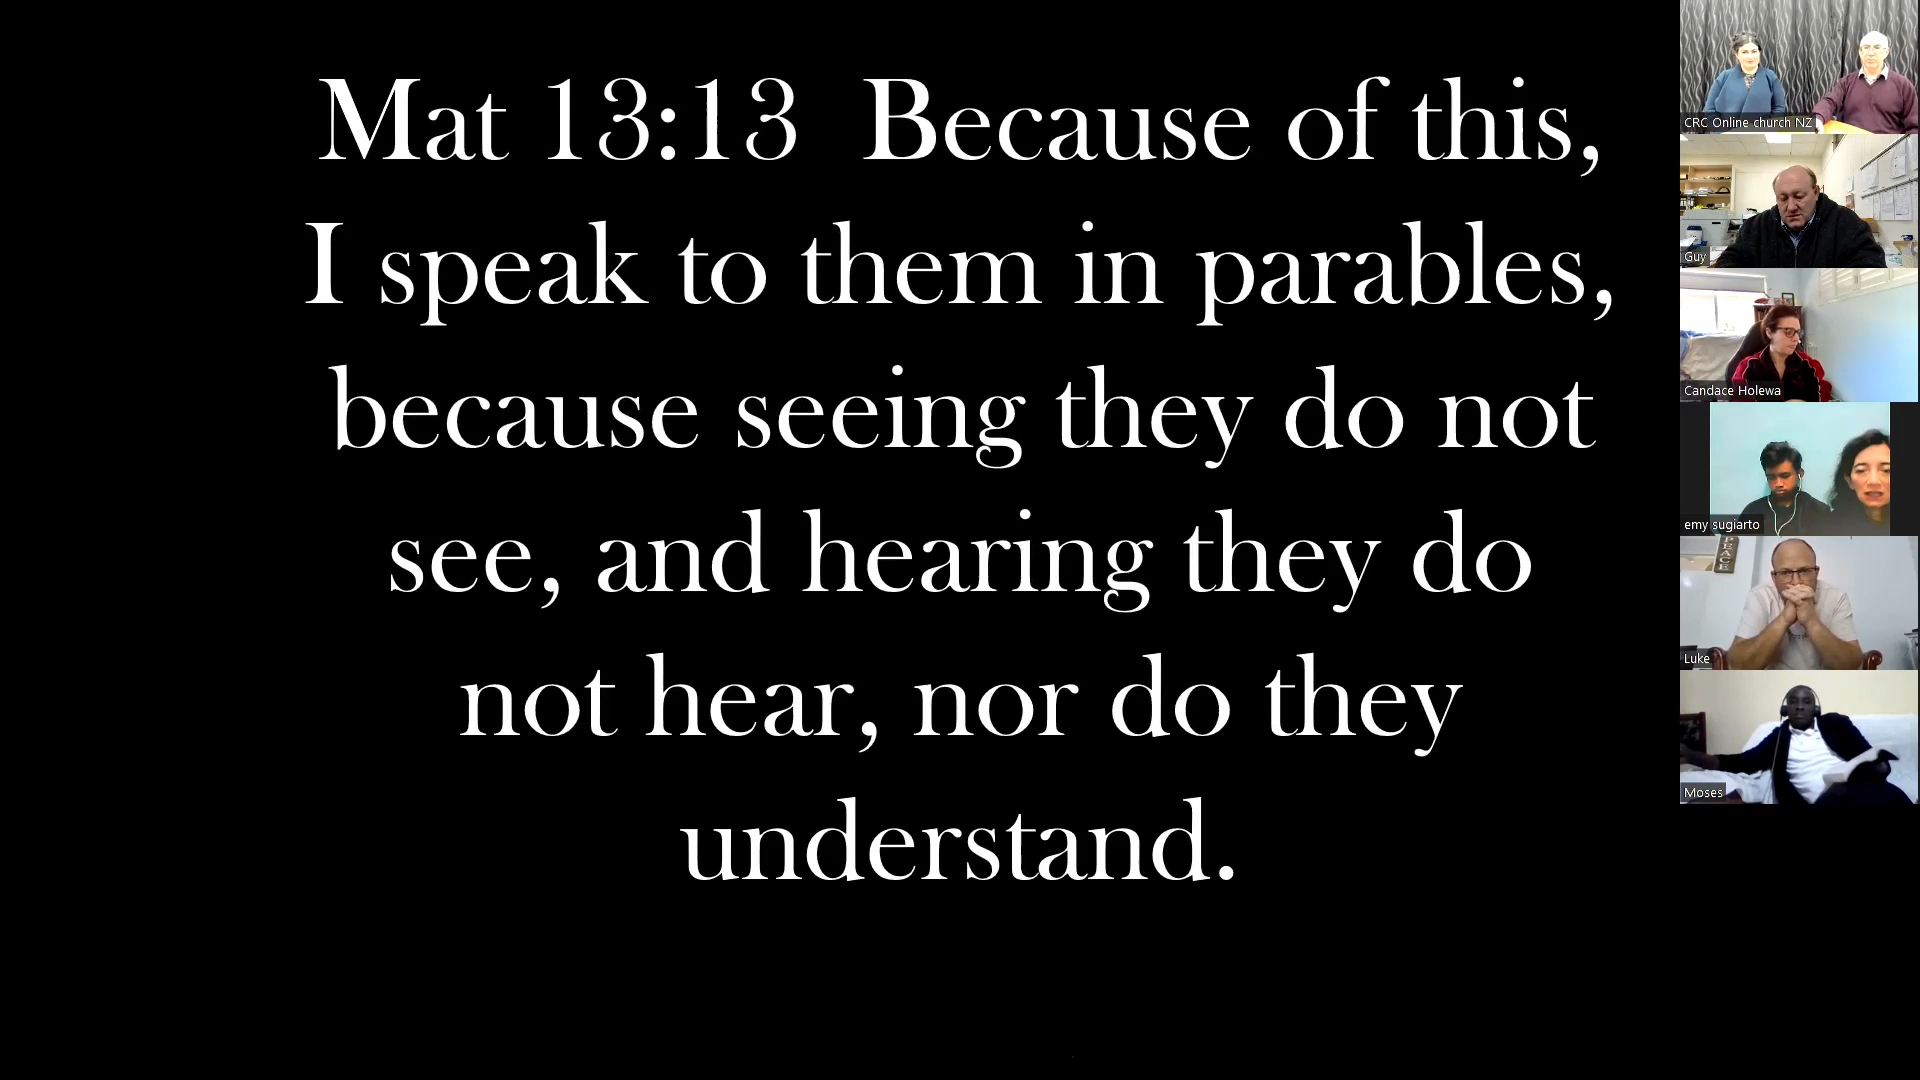 Mat 13:13  Because of this,
I speak to them in parables,
because seeing they do not
see, and hearing they do
not hear, nor do they
understand.
CRC Online church NZ
Guy
Candace Holewa
emy sugiarto
PEACE
Luke
Moses